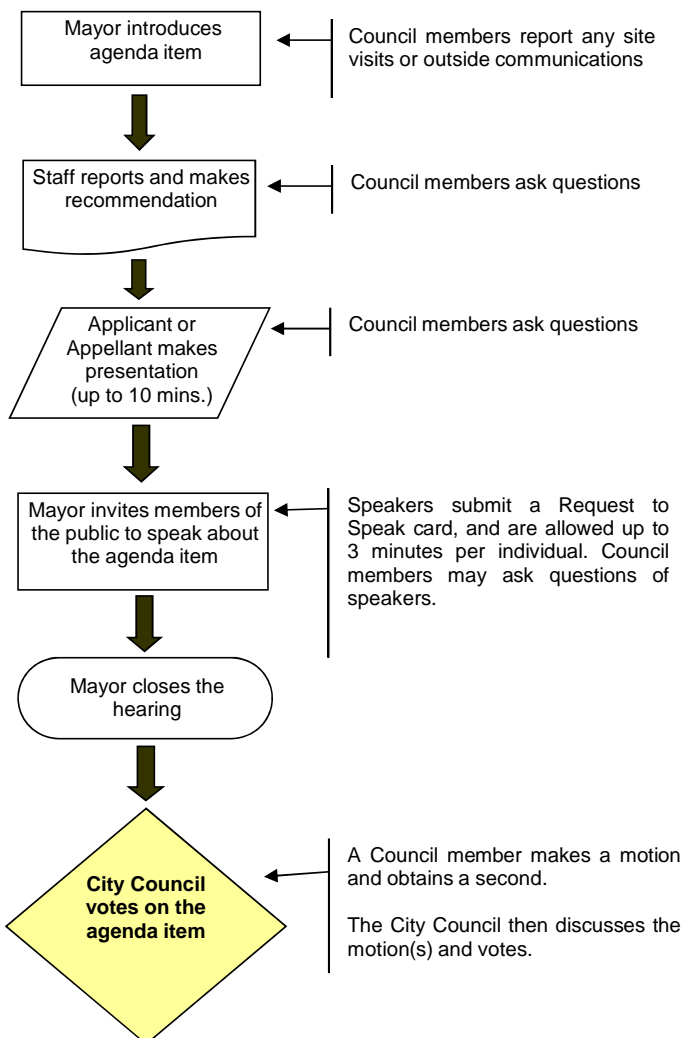 Mayor introduces
agenda item
Council members report any site
visits or outside communications
Staff reports and makes
recommendation
Council members ask questions
Applicant or
Appellant makes
presentation
(up to 10 mins.)
Council members ask questions
Mayor invites members of
the public to speak about
the agenda item
Speakers submit a Request to
Speak card, and are allowed up to
3 minutes per individual. Council
members may ask questions of
speakers.
Mayor closes the
hearing
City Council
votes on the
agenda item
A Council member makes a motion
and obtains a second.
The City Council then discusses the
motion(s) and votes.